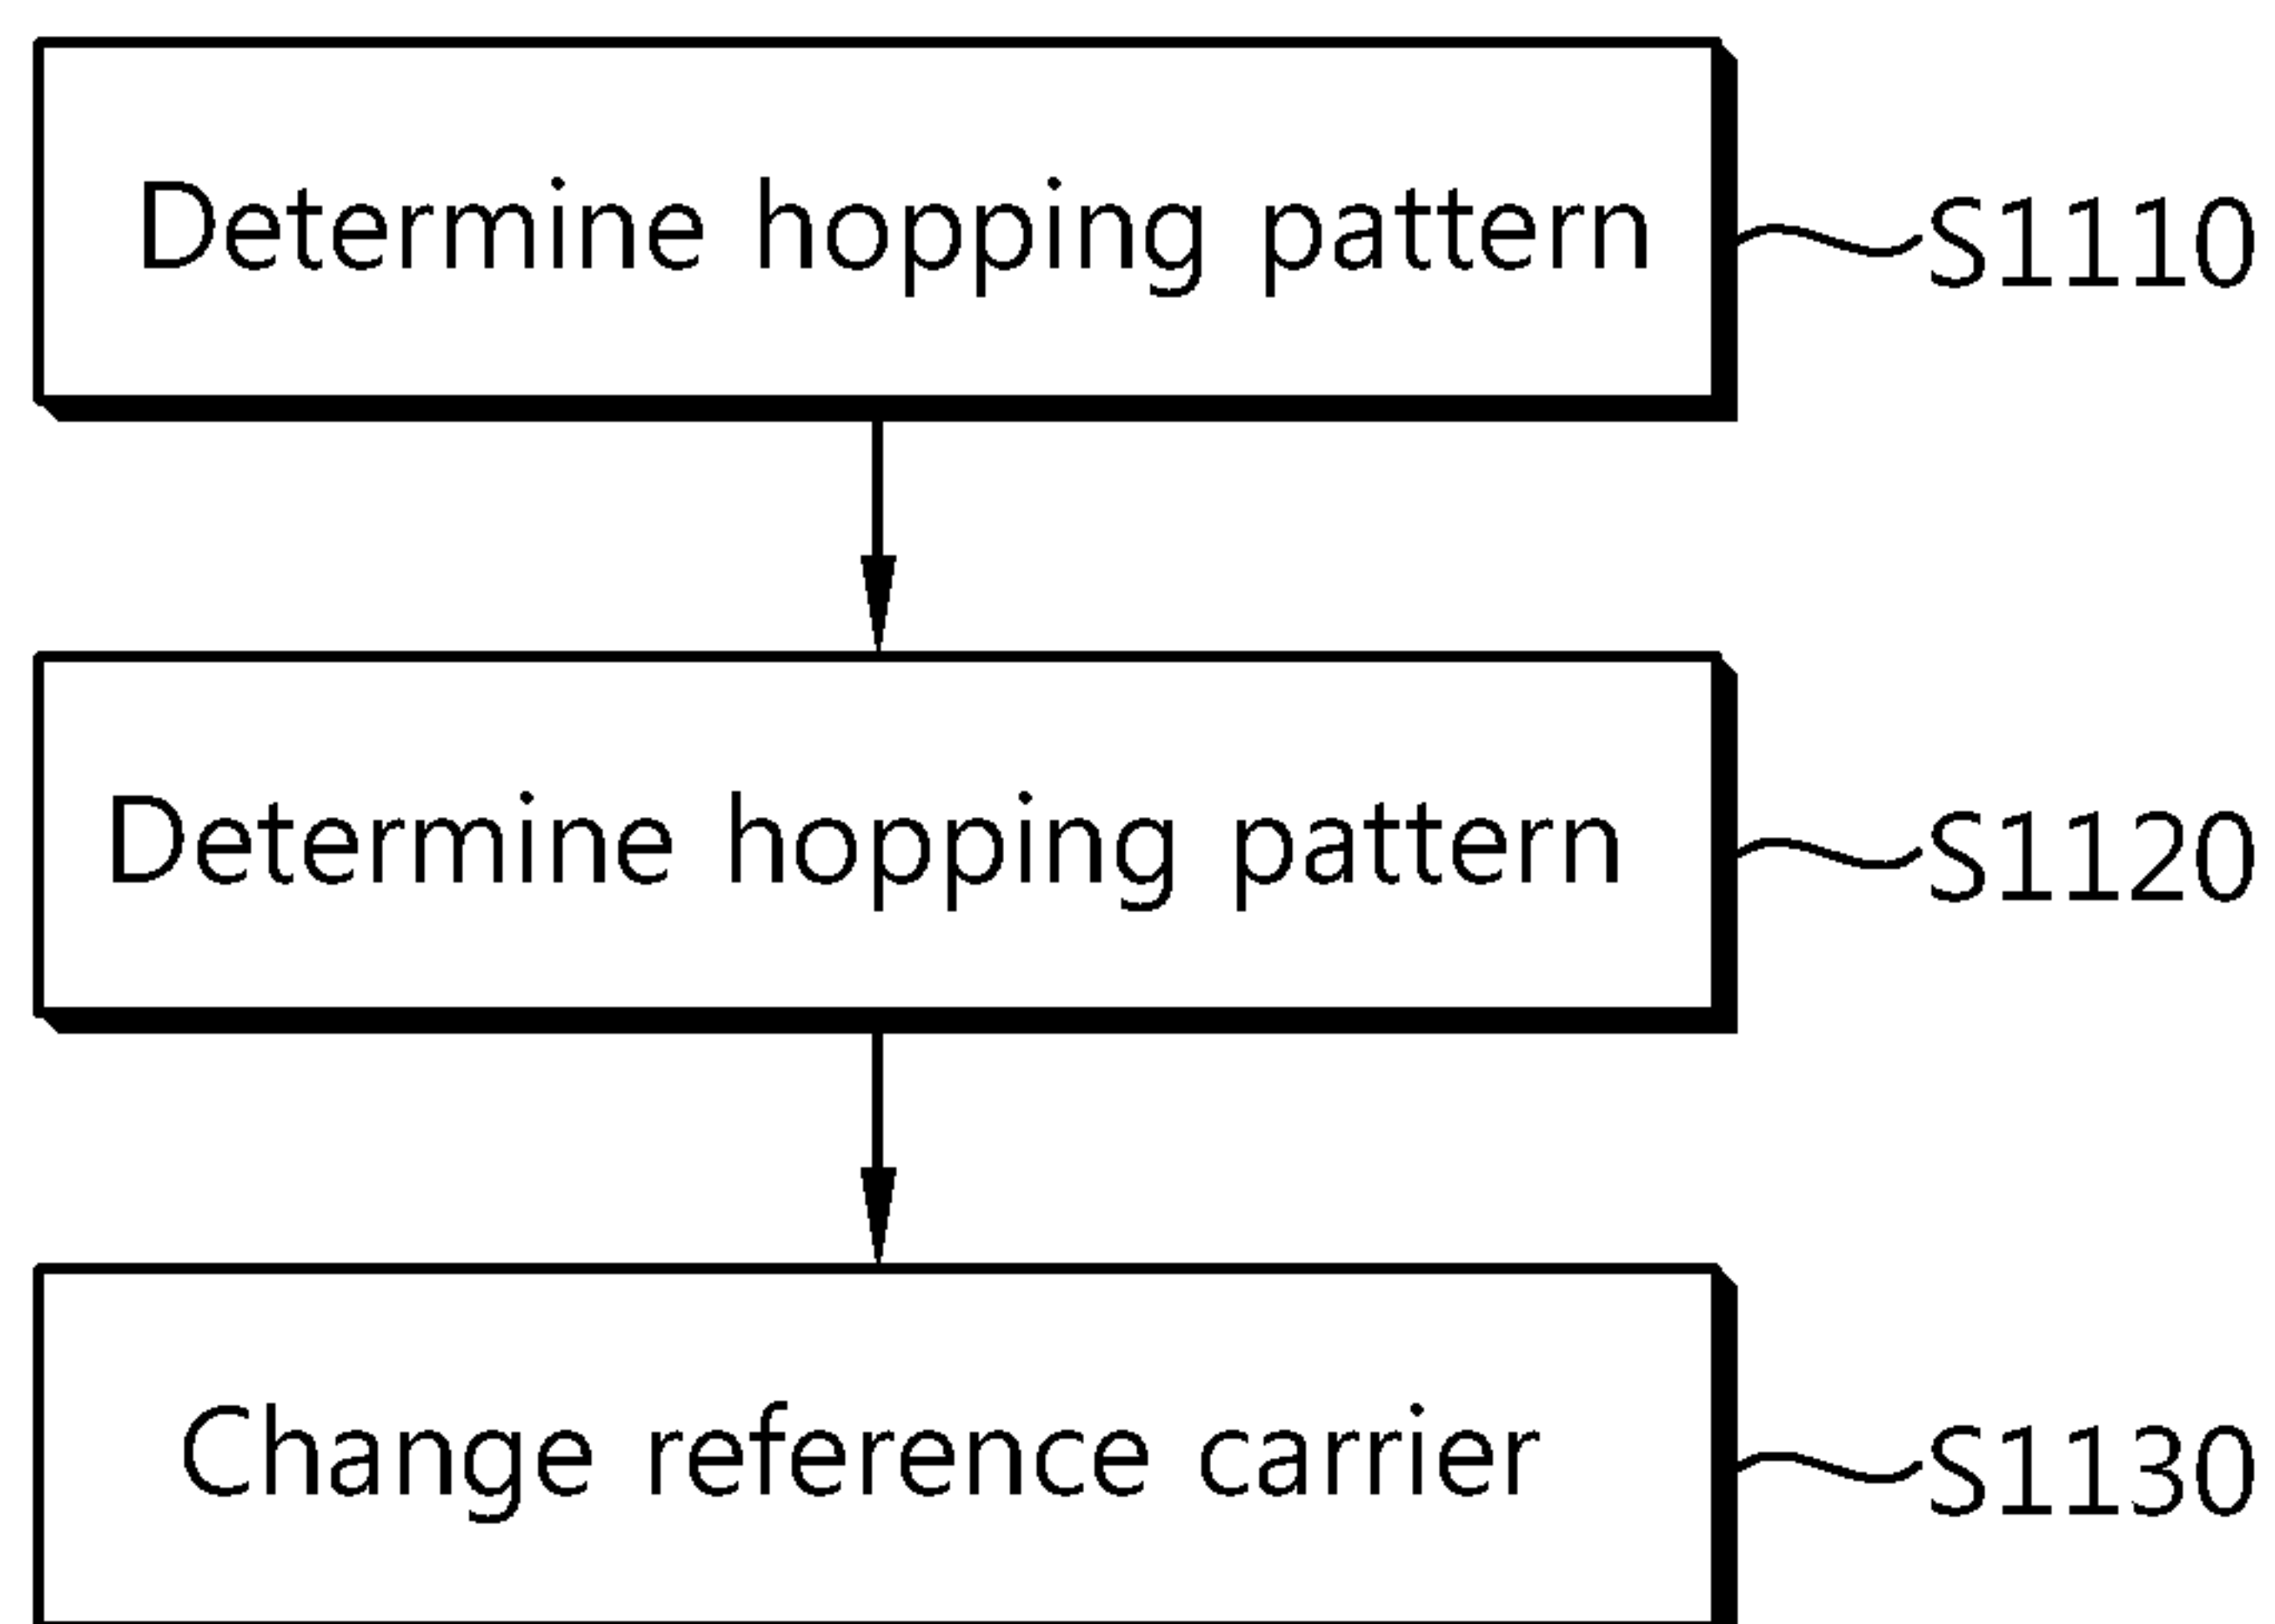 Determine hopping pattern
S1110
Determine hopping pattern
S1120
Change reference carrier
S1130